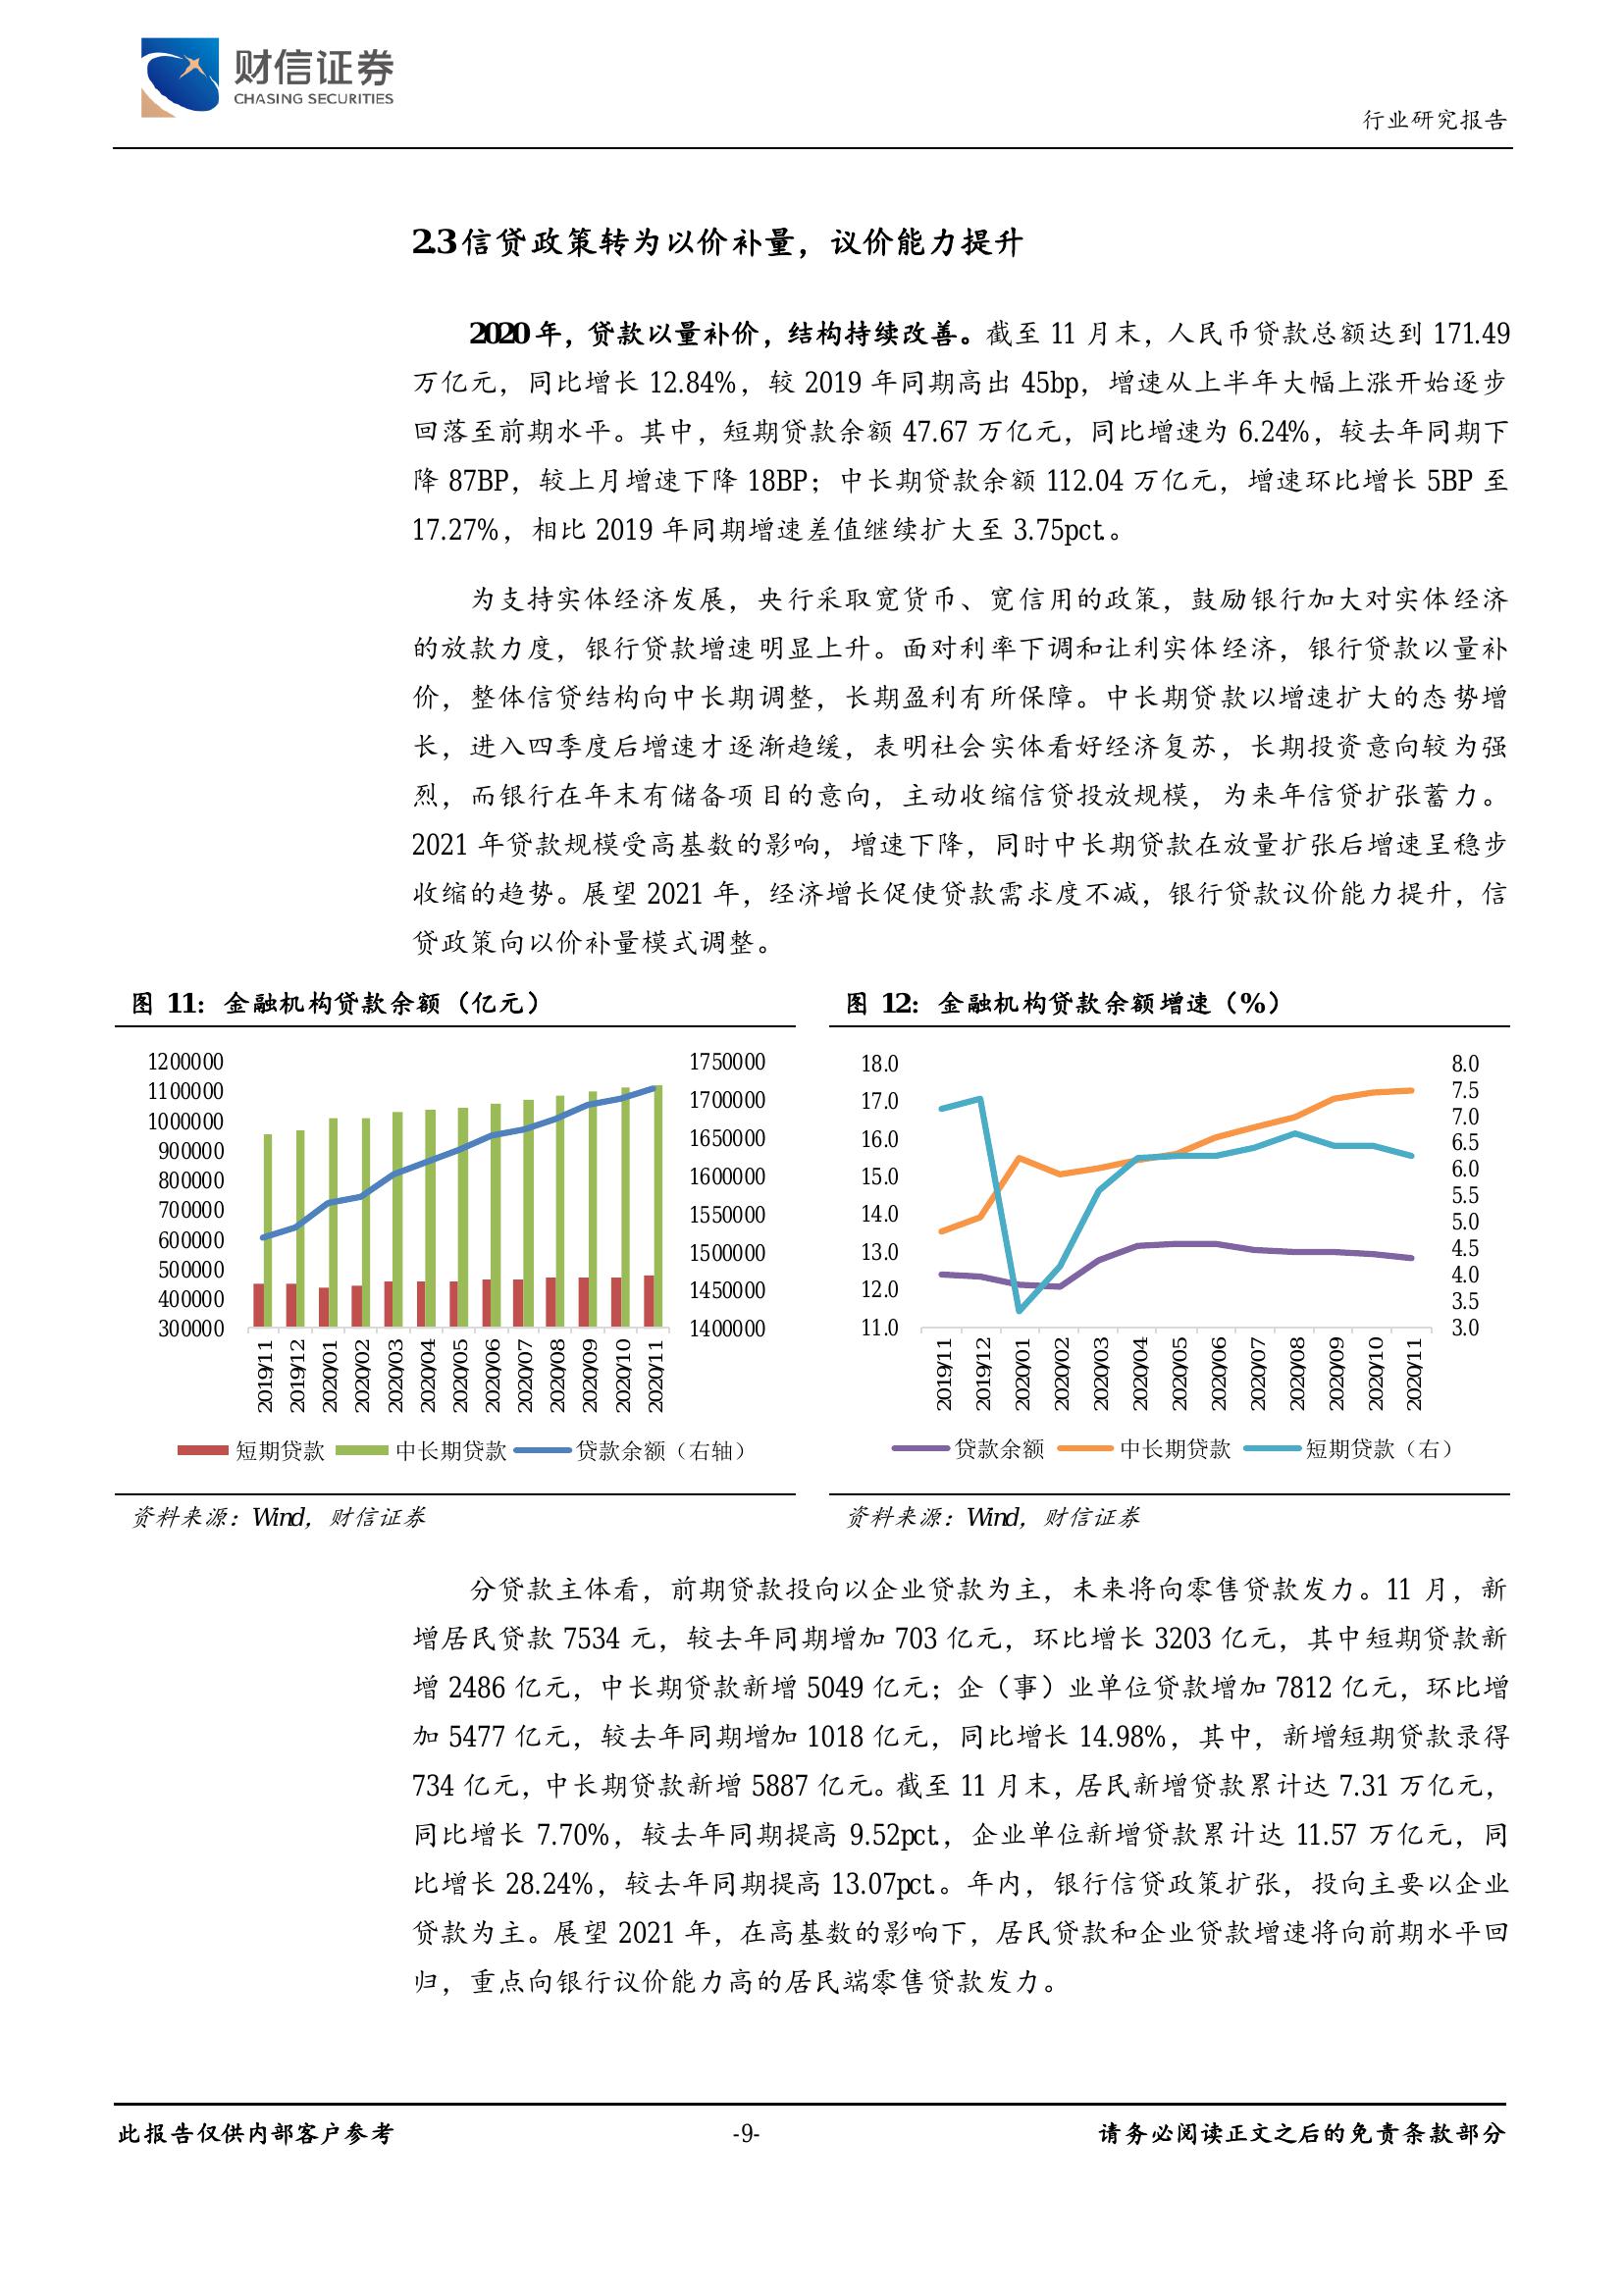 财信证券
CHASING SECURITIES
行业研究报告
2.3 信贷政策转为以价补量，议价能力提升
2020 年，贷款以量补价，结构持续改善。截至 11 月末，人民币贷款总额达到 171.49
万亿元，同比增长 12.84%，较 2019 年同期高出 45bp，增速从上半年大幅上涨开始逐步
回落至前期水平。其中，短期贷款余额 47.67 万亿元，同比增速为 6.24%，较去年同期下
降 87BP，较上月增速下降 18BP；中长期贷款余额 112.04 万亿元，增速环比增长 5BP 至
17.27%，相比 2019 年同期增速差值继续扩大至 3.75pct.。
为支持实体经济发展，央行采取宽货币、宽信用的政策，鼓励银行加大对实体经济
的放款力度，银行贷款增速明显上升。面对利率下调和让利实体经济，银行贷款以量补
价，整体信贷结构向中长期调整，长期盈利有所保障。中长期贷款以增速扩大的态势增
长，进入四季度后增速才逐渐趋缓，表明社会实体看好经济复苏，长期投资意向较为强
烈，而银行在年末有储备项目的意向，主动收缩信贷投放规模，为来年信贷扩张蓄力。
2021 年贷款规模受高基数的影响，增速下降，同时中长期贷款在放量扩张后增速呈稳步
收缩的趋势。展望 2021 年，经济增长促使贷款需求度不减，银行贷款议价能力提升，信
贷政策向以价补量模式调整。
图 11：金融机构贷款余额（亿元）
1200000
1100000
1000000
900000
800000
700000
600000
500000
400000
300000
1750000
1700000
1650000
1600000
1550000
1500000
1450000
1400000
2019/11
2019/12
2020/01
2020/02
2020/03
2020/04
2020/05
2020/06
2020/07
2020/08
2020/09
2020/10
2020/11
短期贷款 中长期贷款 贷款余额（右轴）
资料来源：Wind，财信证券
图 12：金融机构贷款余额增速（%）
18.0
17.0
16.0
15.0
14.0
13.0
12.0
11.0
8.0
7.5
7.0
6.5
6.0
5.5
5.0
4.5
4.0
3.5
3.0
2019/11
2019/12
2020/01
2020/02
2020/03
2020/04
2020/05
2020/06
2020/07
2020/08
2020/09
2020/10
2020/11
贷款余额 中长期贷款 短期贷款（右）
资料来源：Wind，财信证券
分贷款主体看，前期贷款投向以企业贷款为主，未来将向零售贷款发力。11 月，新
增居民贷款 7534 元，较去年同期增加 703 亿元，环比增长 3203 亿元，其中短期贷款新
增 2486 亿元，中长期贷款新增 5049 亿元；企（事）业单位贷款增加 7812 亿元，环比增
加 5477 亿元，较去年同期增加 1018 亿元，同比增长 14.98%，其中，新增短期贷款录得
734 亿元，中长期贷款新增 5887 亿元。截至 11 月末，居民新增贷款累计达 7.31 万亿元，
同比增长 7.70%，较去年同期提高 9.52pct.，企业单位新增贷款累计达 11.57 万亿元，同
比增长 28.24%，较去年同期提高 13.07pct.。年内，银行信贷政策扩张，投向主要以企业
贷款为主。展望 2021 年，在高基数的影响下，居民贷款和企业贷款增速将向前期水平回
归，重点向银行议价能力高的居民端零售贷款发力。
此报告仅供内部客户参考
-9-
请务必阅读正文之后的免责条款部分